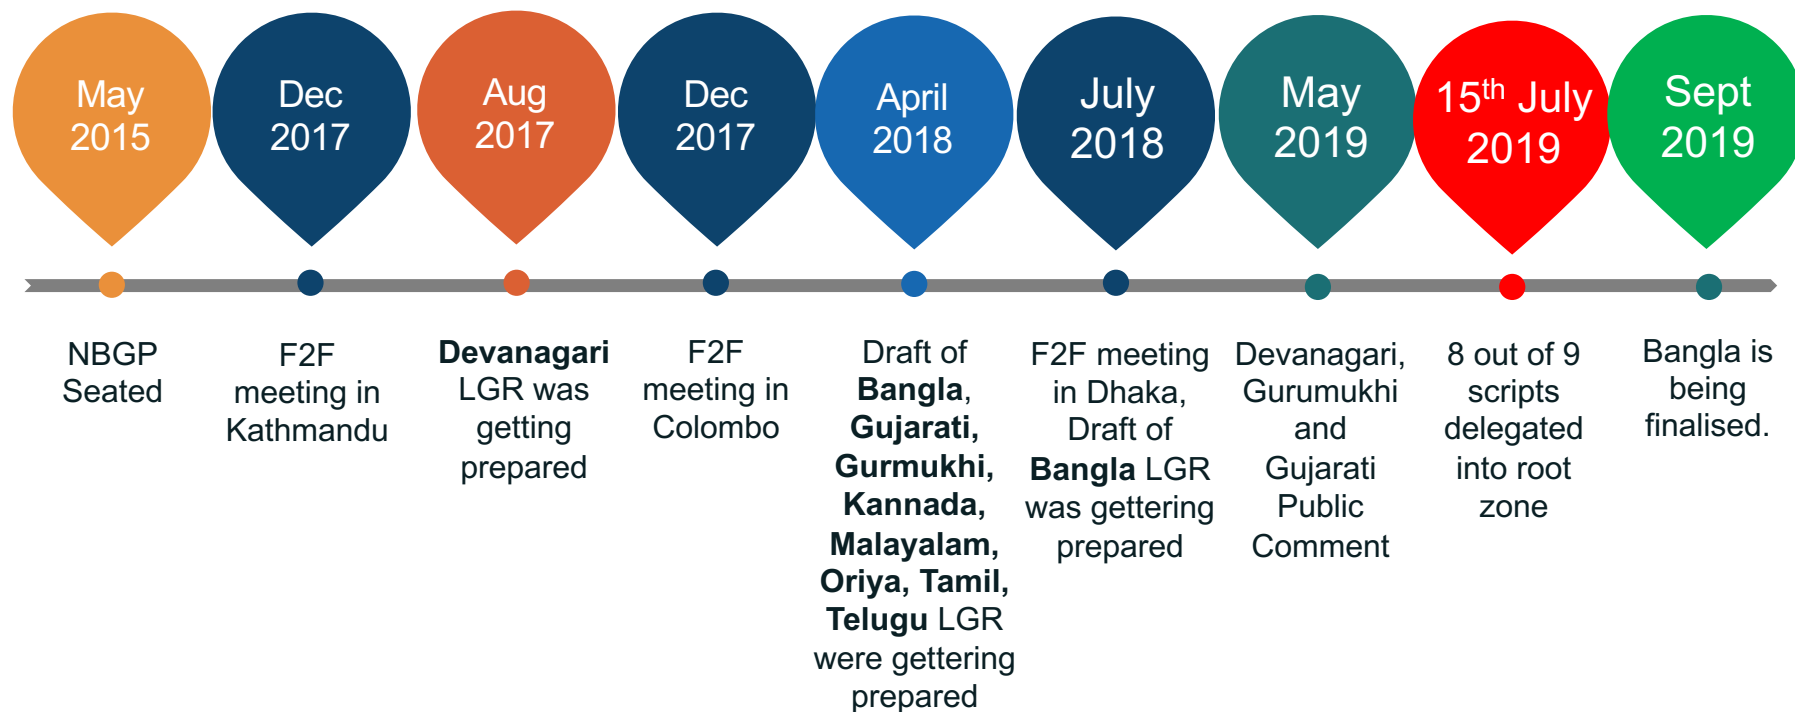 May
2015
Dec
2017
Aug
2017
Dec
2017
April
2018
July
2018
May
2019
15th July
2019
Sept
2019
NBGP
Seated
F2F
meeting in
Kathmandu
Devanagari
LGR was
getting
prepared
F2F
meeting in
Colombo
Draft of
Bangla,
Gujarati,
Gurmukhi,
Kannada,
Malayalam,
Oriya, Tamil,
Telugu LGR
were gettering
prepared
F2F meeting
in Dhaka,
Draft of
Bangla LGR
was gettering
prepared
Devanagari,
Gurumukhi
and
Gujarati
Public
Comment
8 out of 9
scripts
delegated
into root
zone
Bangla is
being
finalised.